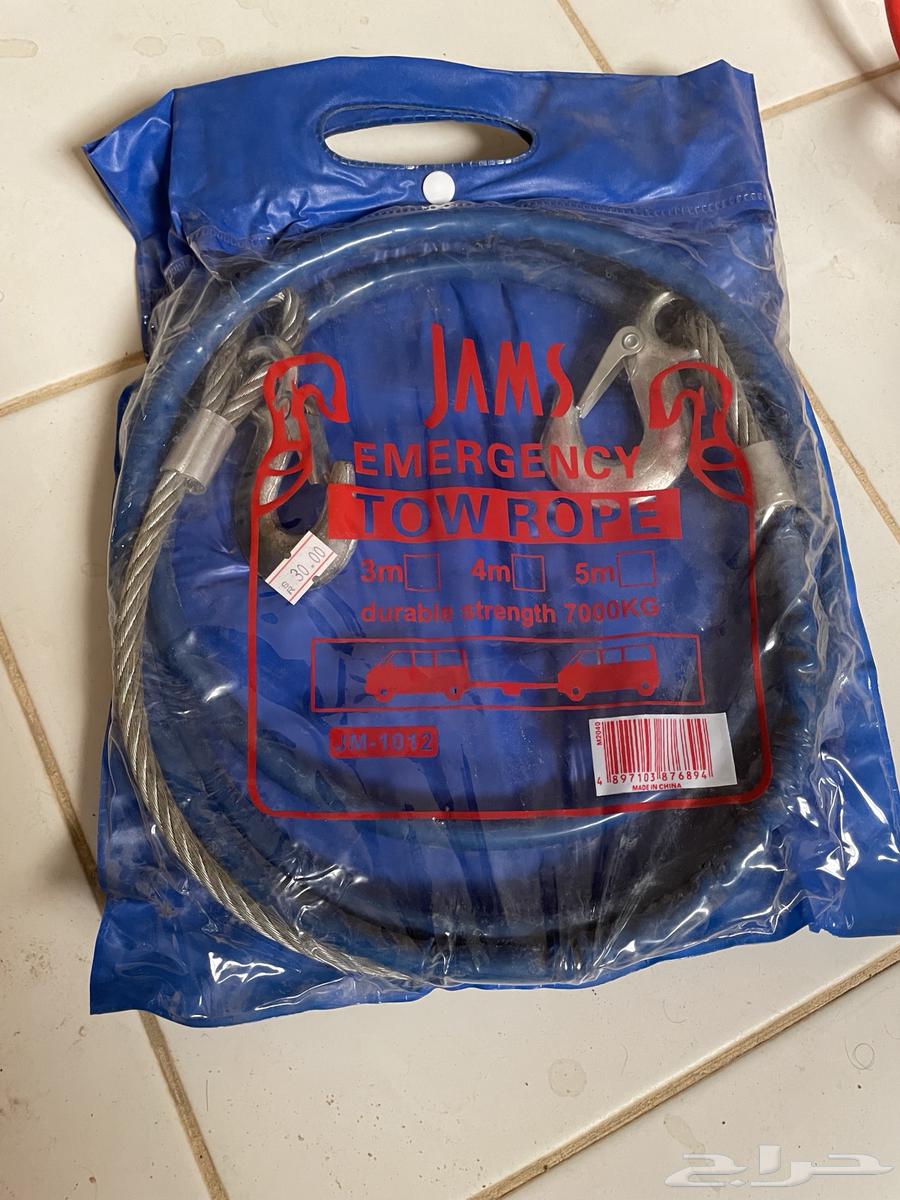 JAMS
EMERGENCY
TOW ROPE
SR 30.00
3m 4m 5m
durable strength 7000KG
JM-1012
M2040
4 897103 876894
MADE IN CHINA
حراج